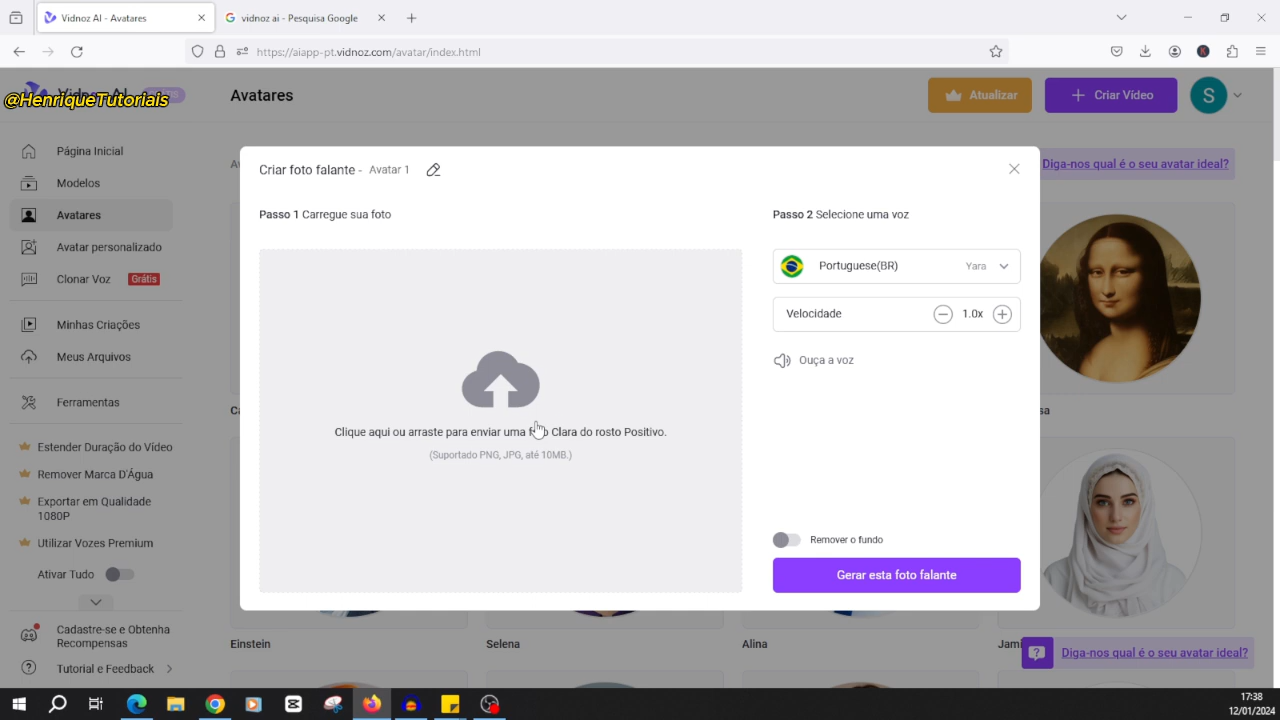 Vidnoz AI - Avatares
vidnoz ai - Pesquisa Google
https://aiapp-pt.vidnoz.com/avatar/index.html
@HenriqueTutoriais
Avatares
Atualizar
Criar Vídeo
S
Página Inicial
Modelos
Avatares
Avatar personalizado
Clonar Voz
Grátis
Minhas Criações
Meus Arquivos
Ferramentas
Estender Duração do Vídeo
Remover Marca D'Água
Exportar em Qualidade
1080P
Utilizar Vozes Premium
Ativar Tudo
Cadastre-se e Obtenha
Recompensas
Tutorial e Feedback
Diga-nos qual é o seu avatar ideal?
Criar foto falante - Avatar 1
Passo 1 Carregue sua foto
Clique aqui ou arraste para enviar uma foto Clara do rosto Positivo.
(Suportado PNG, JPG, até 10MB.)
Passo 2 Selecione uma voz
Portuguese(BR) Yara
Velocidade 1.0x
Ouça a voz
Remover o fundo
Gerar esta foto falante
Einstein
Selena
Alina
Diga-nos qual é o seu avatar ideal?
17:38
12/01/2024